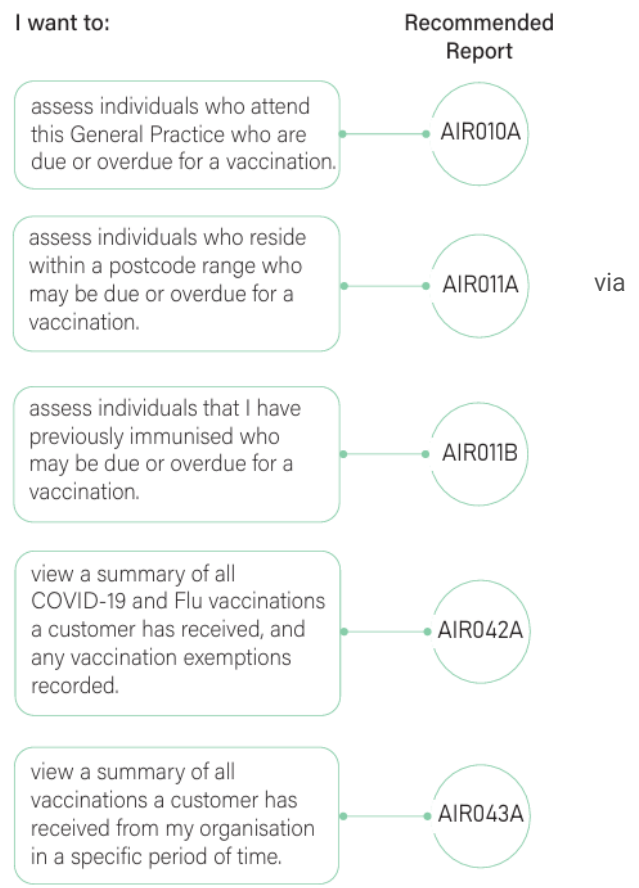 I want to:
Recommended
Report
assess individuals who attend
this General Practice who are
due or overdue for a vaccination.
AIR010A
assess individuals who reside
within a postcode range who
may be due or overdue for a
vaccination.
AIR011A
via
assess individuals that I have
previously immunised who
may be due or overdue for a
vaccination.
AIR011B
view a summary of all
COVID-19 and Flu vaccinations
a customer has received, and
any vaccination exemptions
recorded.
AIR042A
view a summary of all
vaccinations a customer has
received from my organisation
in a specific period of time.
AIR043A